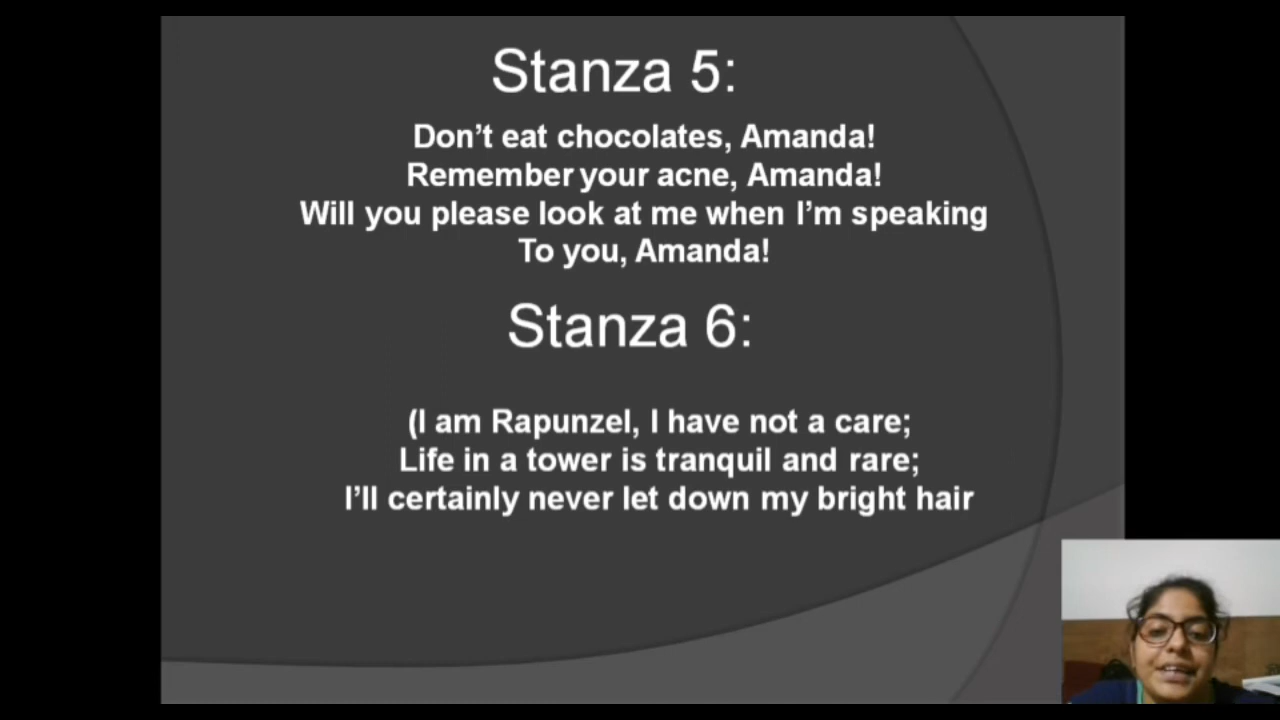 Stanza 5:
Don’t eat chocolates, Amanda!
Remember your acne, Amanda!
Will you please look at me when I’m speaking
To you, Amanda!
Stanza 6:
(I am Rapunzel, I have not a care;
Life in a tower is tranquil and rare;
I’ll certainly never let down my bright hair